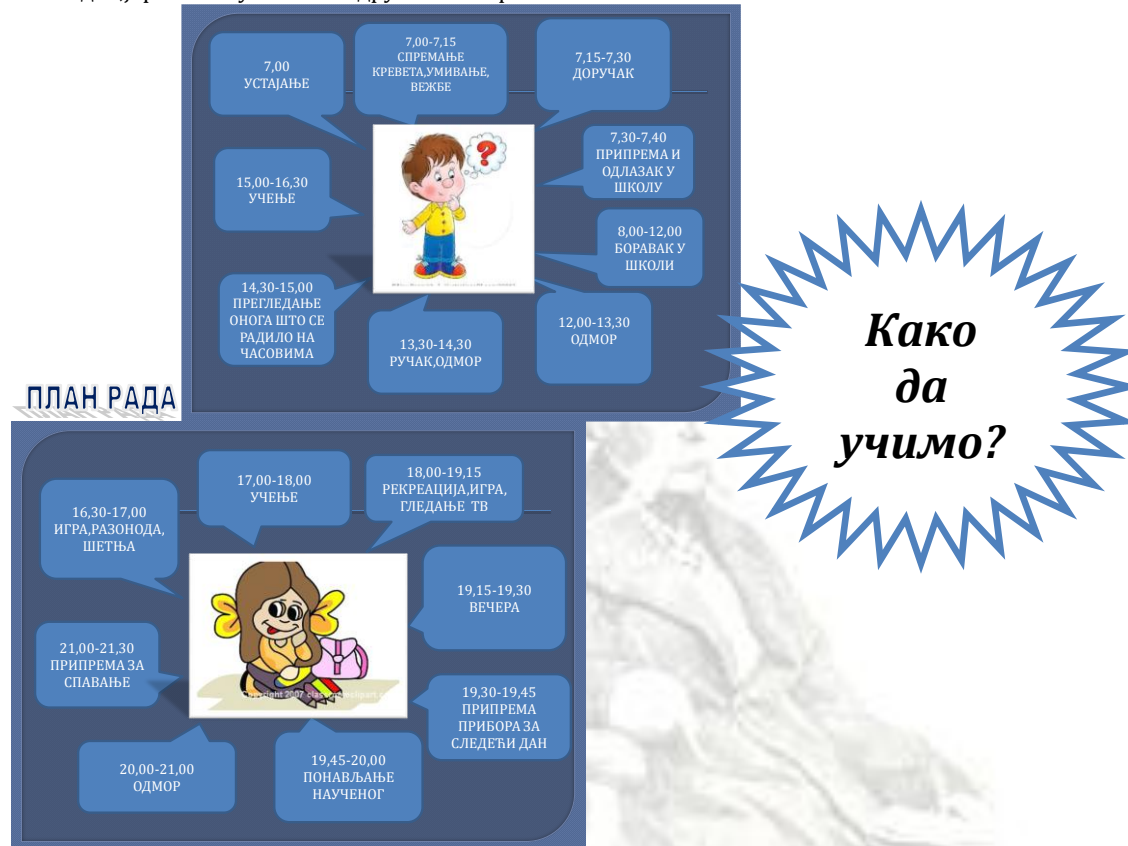 7,00
УСТАЈАЊЕ
7,00-7,15
СПРЕМАЊЕ
КРЕВЕТА,УМИВАЊЕ,
ВЕЖБЕ
7,15-7,30
ДОРУЧАК
7,30-7,40
ПРИПРЕМА И
ОДЛАЗАК У
ШКОЛУ
8,00-12,00
БОРАВАК У
ШКОЛИ
12,00-13,30
ОДМОР
13,30-14,30
РУЧАК,ОДМОР
14,30-15,00
ПРЕГЛЕДАЊЕ
ОНОГА ШТО СЕ
РАДИЛО НА
ЧАСОВИМА
15,00-16,30
УЧЕЊЕ
Како
да
учимо?
ПЛАН РАДА
16,30-17,00
ИГРА,РАЗОНОДА,
ШЕТЊА
17,00-18,00
УЧЕЊЕ
18,00-19,15
РЕКРЕАЦИЈА,ИГРА,
ГЛЕДАЊЕ ТВ
19,15-19,30
ВЕЧЕРА
19,30-19,45
ПРИПРЕМА
ПРИБОРА ЗА
СЛЕДЕЋИ ДАН
19,45-20,00
ПОНАВЉАЊЕ
НАУЧЕНОГ
20,00-21,00
ОДМОР
21,00-21,30
ПРИПРЕМА ЗА
СПАВАЊЕ
Copyright 2007